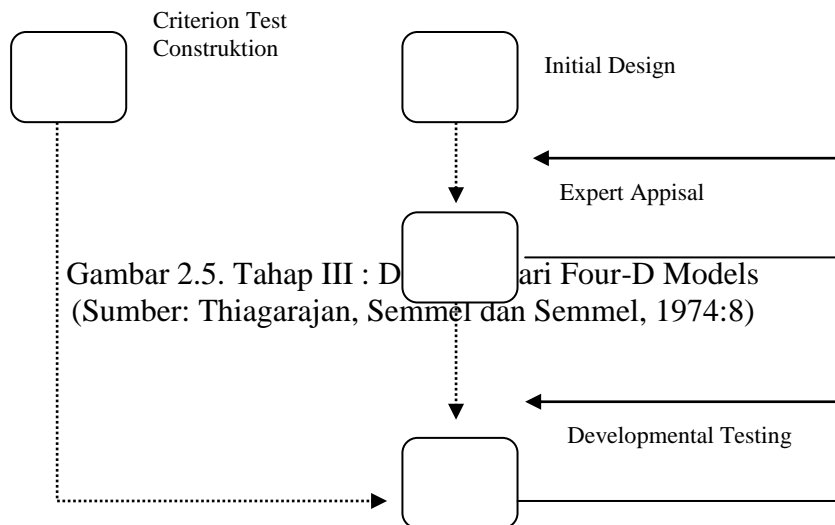 Criterion Test
Construktion
Initial Design
Expert Appisal
Gambar 2.5. Tahap III : D ari Four-D Models
(Sumber: Thiagarajan, Semmel dan Semmel, 1974:8)
Developmental Testing